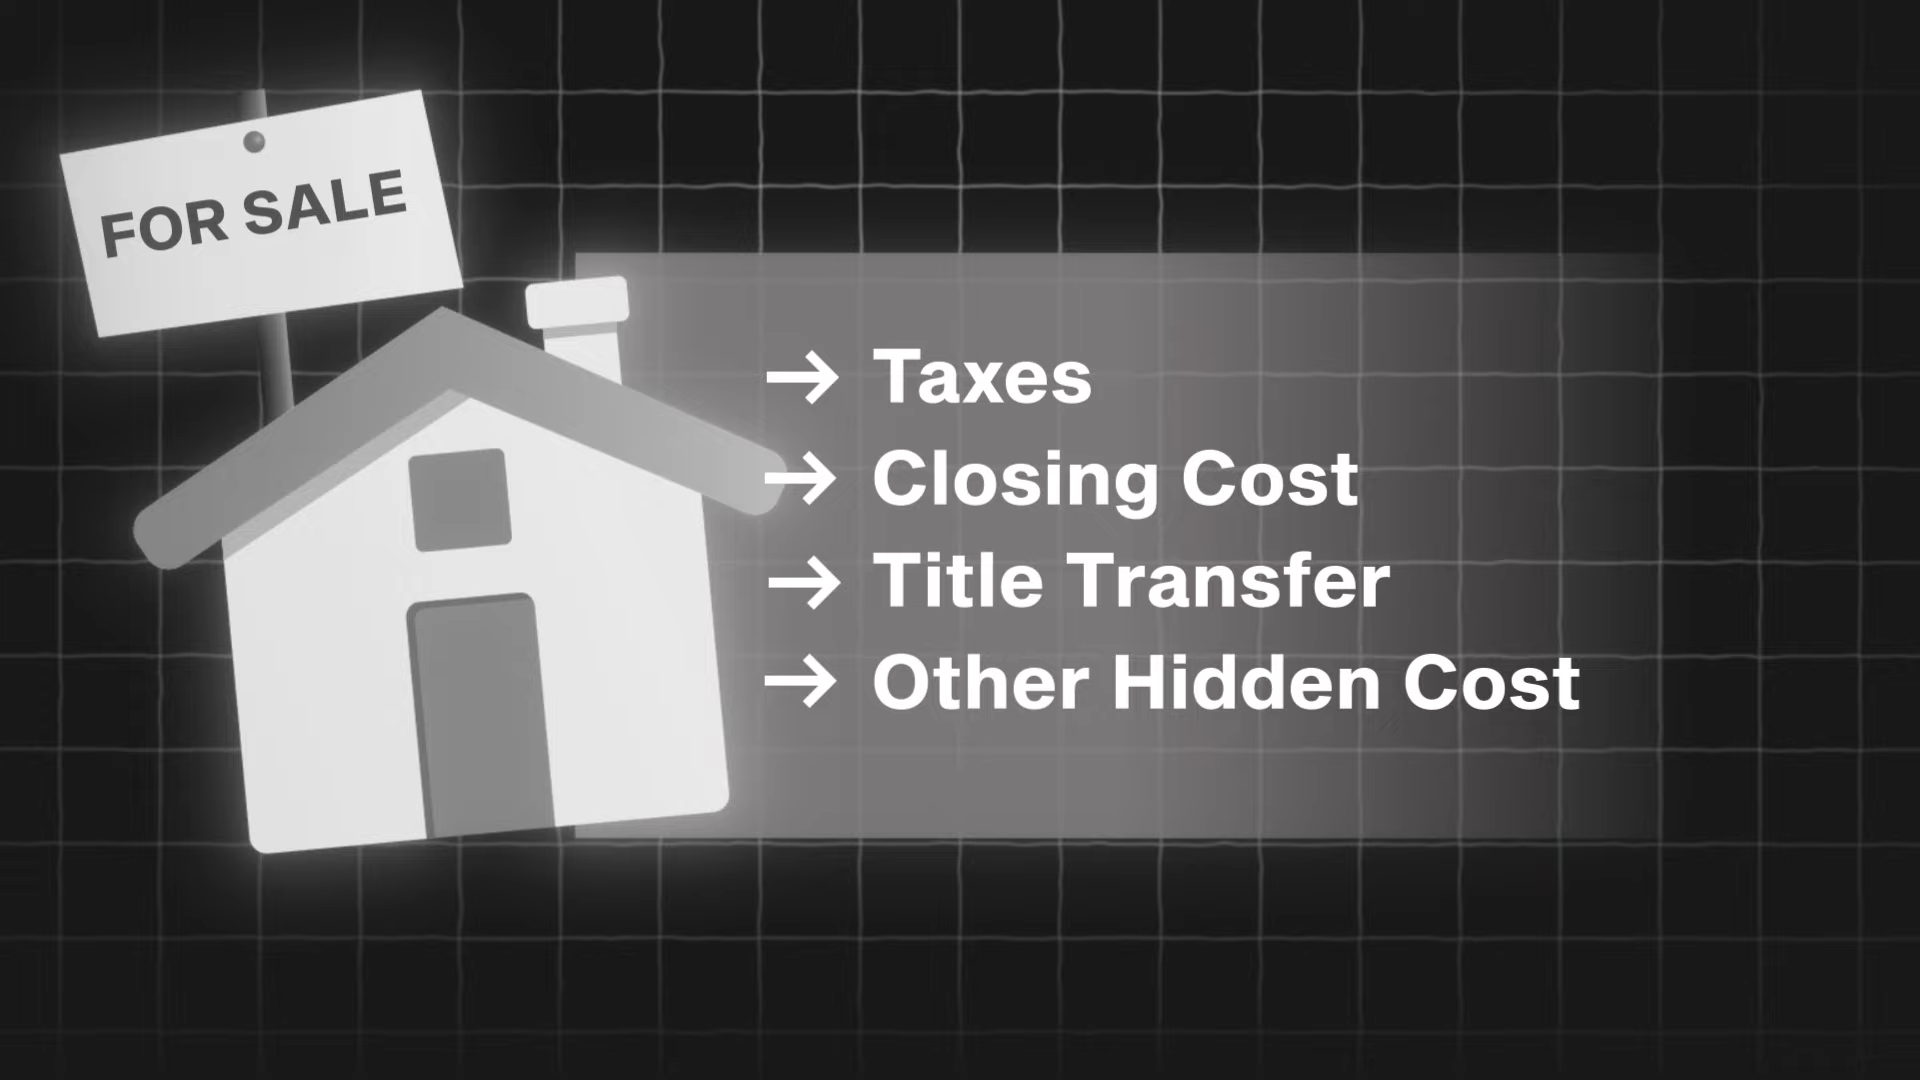 FOR SALE
→ Taxes
→ Closing Cost
→ Title Transfer
→ Other Hidden Cost